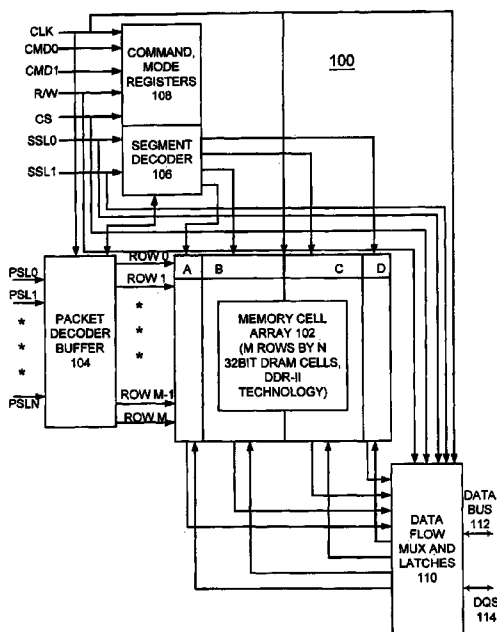 CLK
CMD0
CMD1
R/W
CS
SSL0
SSL1
COMMAND,
MODE
REGISTERS
108
SEGMENT
DECODER
106
100
PSL0
PSL1
*
*
*
PSLN
PACKET
DECODER
BUFFER
104
ROW 0
ROW 1
*
*
*
ROW M-1
ROW M
A
B
C
D
MEMORY CELL
ARRAY 102
(M ROWS BY N
32BIT DRAM CELLS,
DDR-II
TECHNOLOGY)
DATA
FLOW
MUX AND
LATCHES
110
DATA
BUS
112
DQS
114